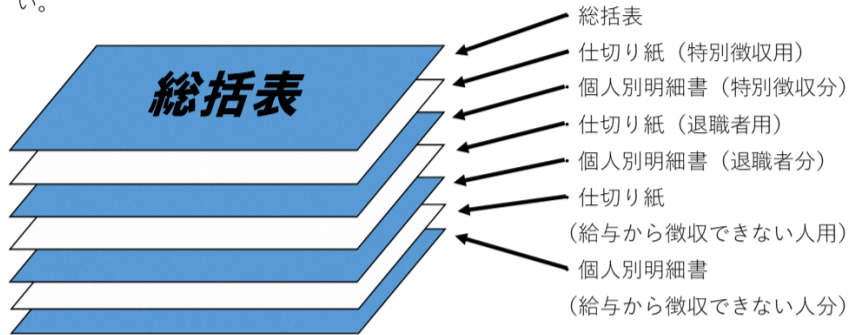 い。
総括表
総括表
仕切り紙（特別徴収用）
個人別明細書（特別徴収分）
仕切り紙（退職者用）
個人別明細書（退職者分）
仕切り紙
(給与から徴収できない人用)
個人別明細書
(給与から徴収できない人分)